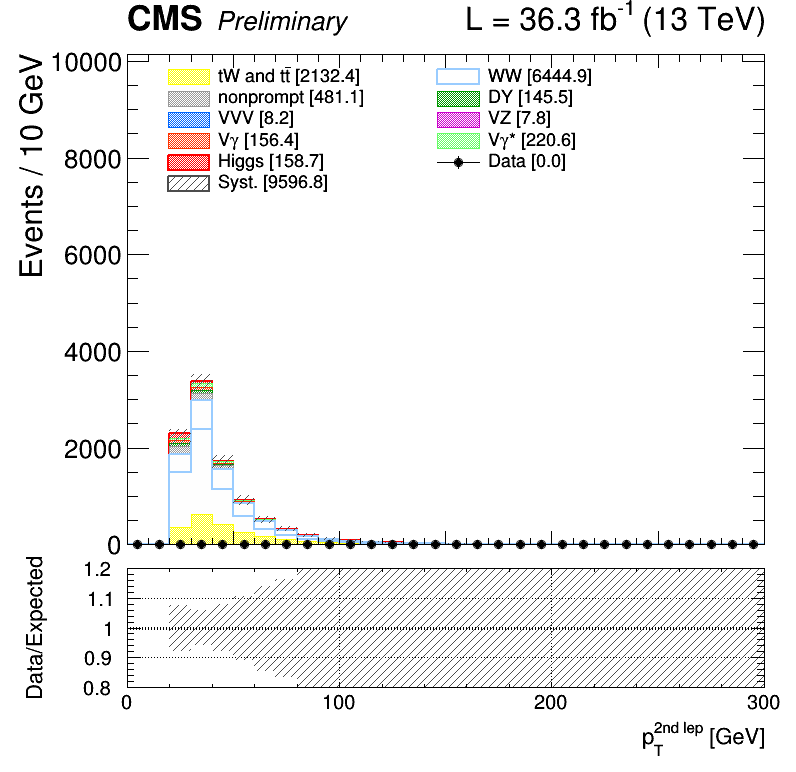 CMS Preliminary L = 36.3 fb⁻¹ (13 TeV)
Events / 10 GeV
10000
8000
6000
4000
2000
0
tW and tt̄ [2132.4]
nonprompt [481.1]
VVV [8.2]
Vγ [156.4]
Higgs [158.7]
Syst. [9596.8]
WW [6444.9]
DY [145.5]
VZ [7.8]
Vγ* [220.6]
Data [0.0]
Data/Expected
1.2
1.1
1
0.9
0.8
0 100 200 300
p_T^{2nd lep} [GeV]